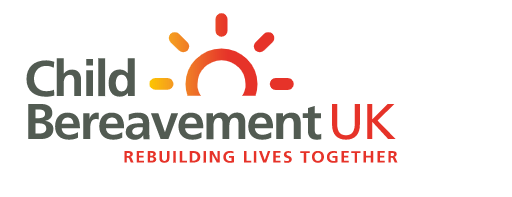 Child
Bereavement UK
REBUILDING LIVES TOGETHER